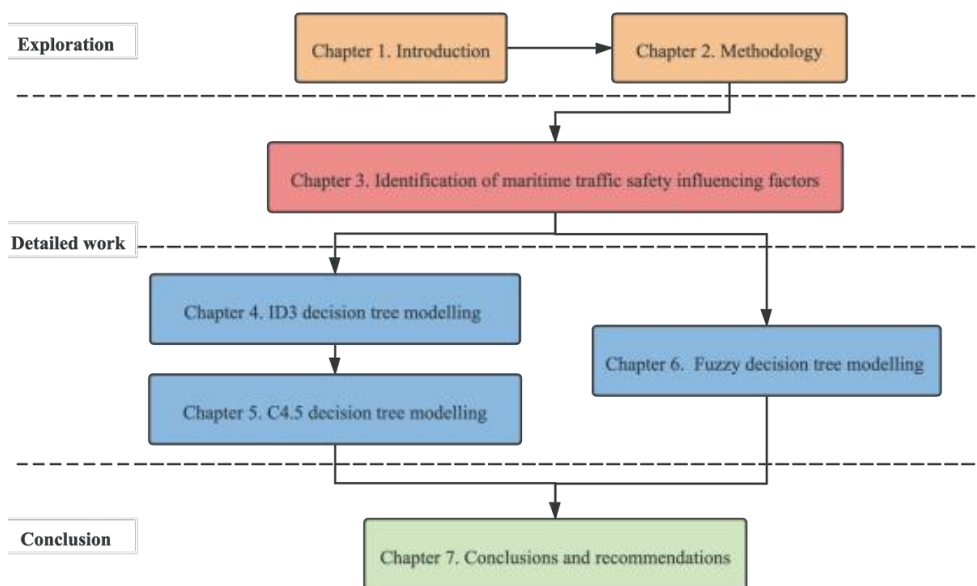 Exploration
Chapter 1. Introduction
Chapter 2. Methodology
Chapter 3. Identification of maritime traffic safety influencing factors
Detailed work
Chapter 4. ID3 decision tree modelling
Chapter 6. Fuzzy decision tree modelling
Chapter 5. C4.5 decision tree modelling
Conclusion
Chapter 7. Conclusions and recommendations